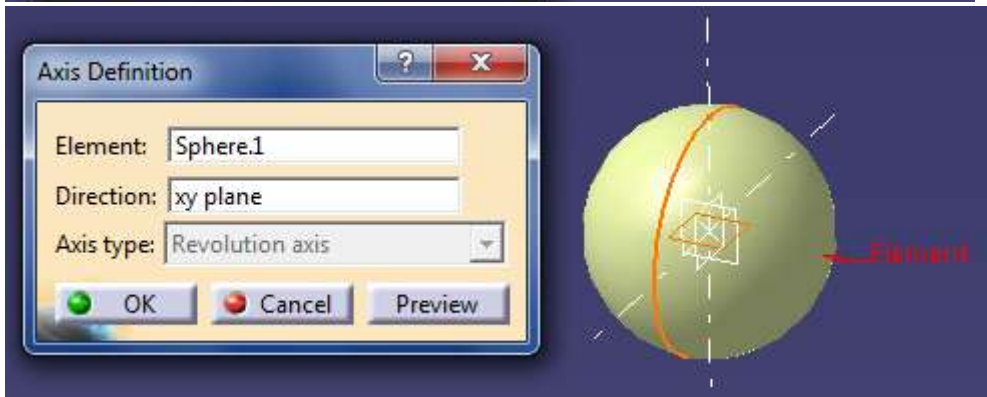 Axis Definition
?
X
Element: Sphere.1
Direction: xy plane
Axis type: Revolution axis
OK Cancel Preview
Element